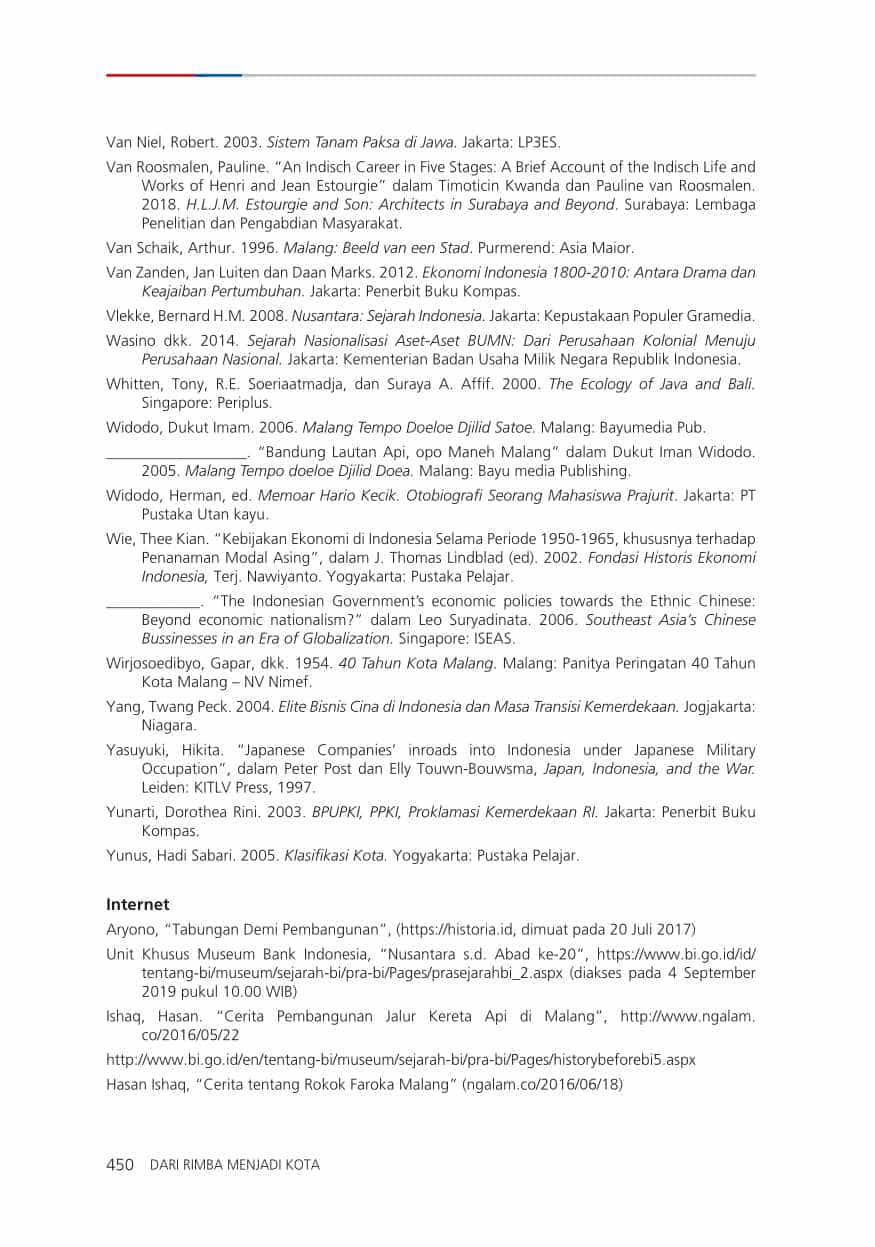 Van Niel, Robert. 2003. Sistem Tanam Paksa di Jawa. Jakarta: LP3ES.
Van Roosmalen, Pauline. “An Indisch Career in Five Stages: A Brief Account of the Indisch Life and
Works of Henri and Jean Estourgie” dalam Timoticin Kwanda dan Pauline van Roosmalen.
2018. H.L.J.M. Estourgie and Son: Architects in Surabaya and Beyond. Surabaya: Lembaga
Penelitian dan Pengabdian Masyarakat.
Van Schaik, Arthur. 1996. Malang: Beeld van een Stad. Purmerend: Asia Maior.
Van Zanden, Jan Luiten dan Daan Marks. 2012. Ekonomi Indonesia 1800-2010: Antara Drama dan
Keajaiban Pertumbuhan. Jakarta: Penerbit Buku Kompas.
Vlekke, Bernard H.M. 2008. Nusantara: Sejarah Indonesia. Jakarta: Kepustakaan Populer Gramedia.
Wasino dkk. 2014. Sejarah Nasionalisasi Aset-Aset BUMN: Dari Perusahaan Kolonial Menuju
Perusahaan Nasional. Jakarta: Kementerian Badan Usaha Milik Negara Republik Indonesia.
Whitten, Tony, R.E. Soeriaatmadja, dan Suraya A. Affif. 2000. The Ecology of Java and Bali.
Singapore: Periplus.
Widodo, Dukut Imam. 2006. Malang Tempo Doeloe Djilid Satoe. Malang: Bayumedia Pub.
__________________. “Bandung Lautan Api, opo Maneh Malang” dalam Dukut Iman Widodo.
2005. Malang Tempo doeloe Djilid Doea. Malang: Bayu media Publishing.
Widodo, Herman, ed. Memoar Hario Kecik. Otobiografi Seorang Mahasiswa Prajurit. Jakarta: PT
Pustaka Utan kayu.
Wie, Thee Kian. “Kebijakan Ekonomi di Indonesia Selama Periode 1950-1965, khususnya terhadap
Penanaman Modal Asing”, dalam J. Thomas Lindblad (ed). 2002. Fondasi Historis Ekonomi
Indonesia, Terj. Nawiyanto. Yogyakarta: Pustaka Pelajar.
____________. “The Indonesian Government’s economic policies towards the Ethnic Chinese:
Beyond economic nationalism?” dalam Leo Suryadinata. 2006. Southeast Asia’s Chinese
Bussinesses in an Era of Globalization. Singapore: ISEAS.
Wirjosoedibyo, Gapar, dkk. 1954. 40 Tahun Kota Malang. Malang: Panitya Peringatan 40 Tahun
Kota Malang – NV Nimef.
Yang, Twang Peck. 2004. Elite Bisnis Cina di Indonesia dan Masa Transisi Kemerdekaan. Jogjakarta:
Niagara.
Yasuyuki, Hikita. “Japanese Companies’ inroads into Indonesia under Japanese Military
Occupation”, dalam Peter Post dan Elly Touwn-Bouwsma, Japan, Indonesia, and the War.
Leiden: KITLV Press, 1997.
Yunarti, Dorothea Rini. 2003. BPUPKI, PPKI, Proklamasi Kemerdekaan RI. Jakarta: Penerbit Buku
Kompas.
Yunus, Hadi Sabari. 2005. Klasifikasi Kota. Yogyakarta: Pustaka Pelajar.
Internet
Aryono, “Tabungan Demi Pembangunan”, (https://historia.id, dimuat pada 20 Juli 2017)
Unit Khusus Museum Bank Indonesia, “Nusantara s.d. Abad ke-20”, https://www.bi.go.id/id/
tentang-bi/museum/sejarah-bi/pra-bi/Pages/prasejarahbi_2.aspx (diakses pada 4 September
2019 pukul 10.00 WIB)
Ishaq, Hasan. “Cerita Pembangunan Jalur Kereta Api di Malang”, http://www.ngalam.
co/2016/05/22
http://www.bi.go.id/en/tentang-bi/museum/sejarah-bi/pra-bi/Pages/historybeforebi5.aspx
Hasan Ishaq, “Cerita tentang Rokok Faroka Malang” (ngalam.co/2016/06/18)
450 DARI RIMBA MENJADI KOTA